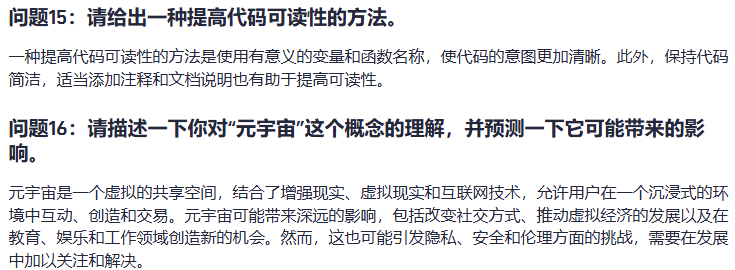 问题15：请给出一种提高代码可读性的方法。
一种提高代码可读性的方法是使用有意义的变量和函数名称，使代码的意图更加清晰。此外，保持代码
简洁，适当添加注释和文档说明也有助于提高可读性。
问题16：请描述一下你对“元宇宙”这个概念的理解，并预测一下它可能带来的影
响。
元宇宙是一个虚拟的共享空间，结合了增强现实、虚拟现实和互联网技术，允许用户在一个沉浸式的环
境中互动、创造和交易。元宇宙可能带来深远的影响，包括改变社交方式、推动虚拟经济的发展以及在
教育、娱乐和工作领域创造新的机会。然而，这也可能引发隐私、安全和伦理方面的挑战，需要在发展
中加以关注和解决。